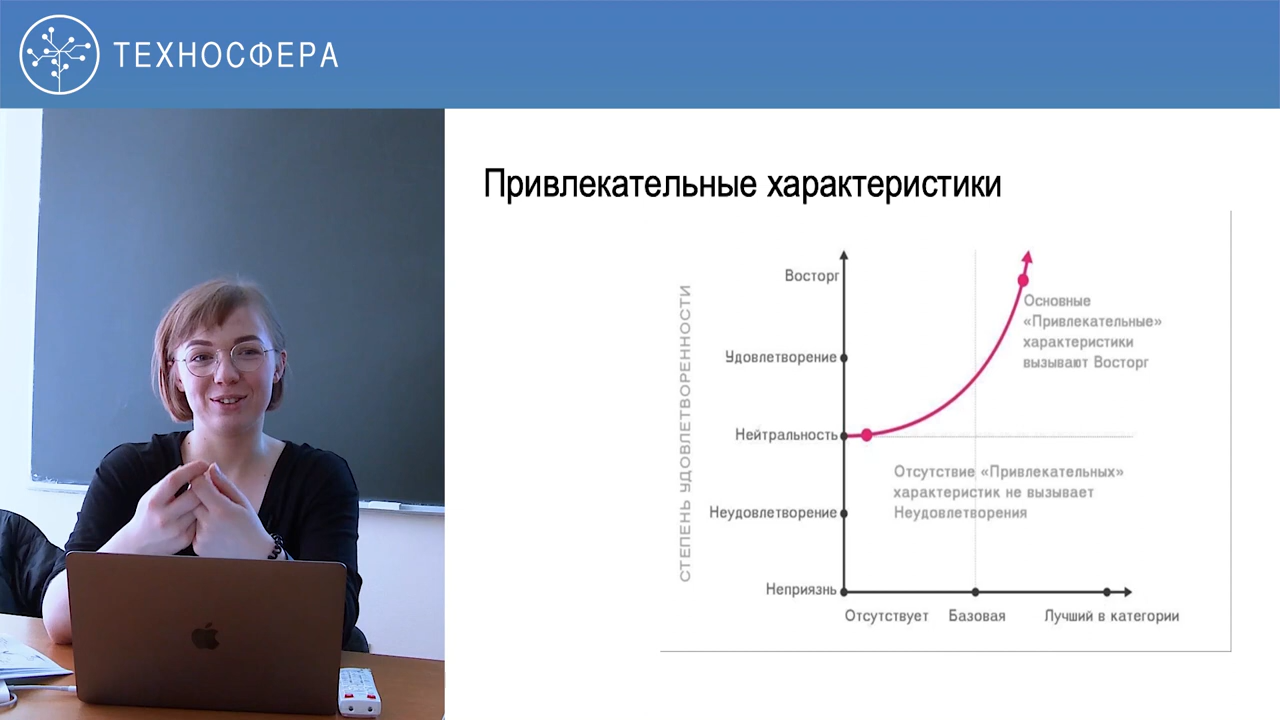 ТЕХНОСФЕРА
Привлекательные характеристики
СТЕПЕНЬ УДОВЛЕТВОРЕННОСТИ
Восторг
Удовлетворение
Нейтральность
Неудовлетворение
Неприязнь
Основные
«Привлекательные»
характеристики
вызывают Восторг
Отсутствие «Привлекательных»
характеристик не вызывает
Неудовлетворения
Отсутствует
Базовая
Лучший в категории